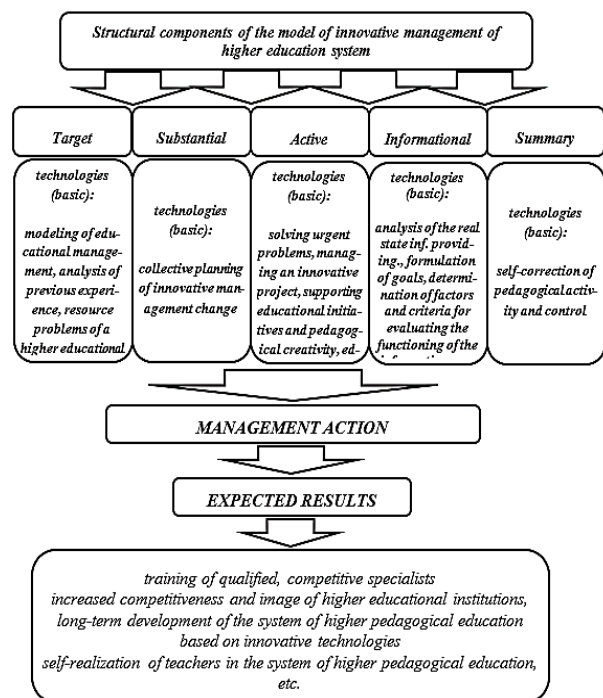 Structural components of the model of innovative management of
higher education system
Target
Substantial
Active
Informational
Summary
technologies
(basic):
modeling of edu-
cational manage-
ment, analysis of
previous experi-
ence, resource
problems of a
higher educational
technologies
(basic):
collective planning
of innovative man-
agement change
technologies
(basic):
solving urgent
problems, manag-
ing an innovative
project, supporting
educational initia-
tives and pedagog-
ical creativity, ed-
technologies
(basic):
analysis of the real
state inf. provid-
ing., formulation
of goals, determina-
tion of factors
and criteria for
evaluating the
functioning of the
technologies
(basic):
self-correction of
pedagogical activ-
ity and control
MANAGEMENT ACTION
EXPECTED RESULTS
training of qualified, competitive specialists
increased competitiveness and image of higher educational institutions,
long-term development of the system of higher pedagogical education
based on innovative technologies
self-realization of teachers in the system of higher pedagogical education,
etc.